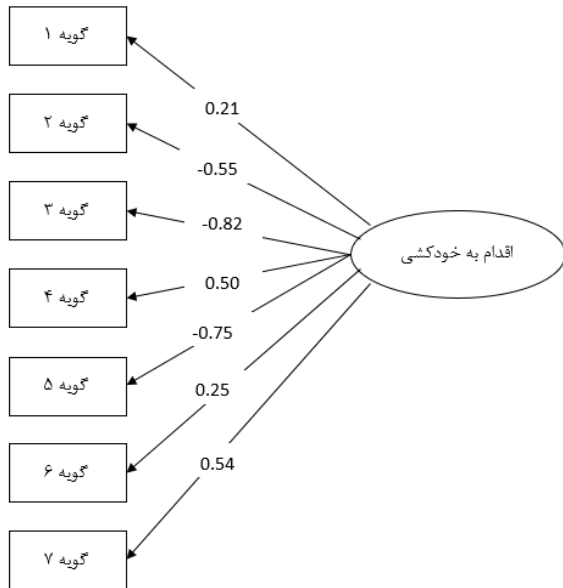 گویه ۱
0.21
گویه ۲
-0.55
گویه ۳
-0.82
اقدام به خودکشی
گویه ۴
0.50
گویه ۵
-0.75
0.25
گویه ۶
0.54
گویه ۷